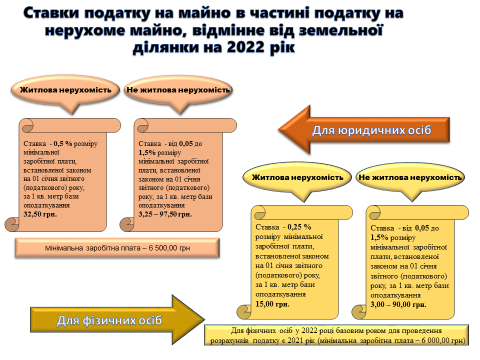 Ставки податку на майно в частині податку на
нерухоме майно, відмінне від земельної
ділянки на 2022 рік
Житлова нерухомість
Не житлова нерухомість
Ставка - 0,5 % розміру
мінімальної
заробітної плати,
встановленої законом
на 01 січня звітного
(податкового) року,
за 1 кв. метр бази
оподаткування
32,50 грн.
Ставка - від 0,05 до
1,5% розміру
мінімальної заробітної
плати, встановленої
законом на 01 січня
звітного (податкового)
року, за 1 кв. метр бази
оподаткування
3,25 – 97,50 грн.
Мінімальна заробітна плата – 6 500,00 грн
Для юридичних осіб
Житлова нерухомість
Не житлова нерухомість
Ставка - 0,25 %
розміру мінімальної
заробітної плати,
встановленої законом
на 01 січня звітного
(податкового) року,
за 1 кв. метр бази
оподаткування
15,00 грн.
Ставка - від 0,05 до
1,5% розміру
мінімальної заробітної
плати, встановленої
законом на 01 січня
звітного (податкового)
року, за 1 кв. метр бази
оподаткування
3,00 – 90,00 грн.
Для фізичних осіб
Для фізичних осіб у 2022 році базовим роком для проведення
розрахунків податку є 2021 рік (мінімальна заробітна плата – 6 000,00 грн)